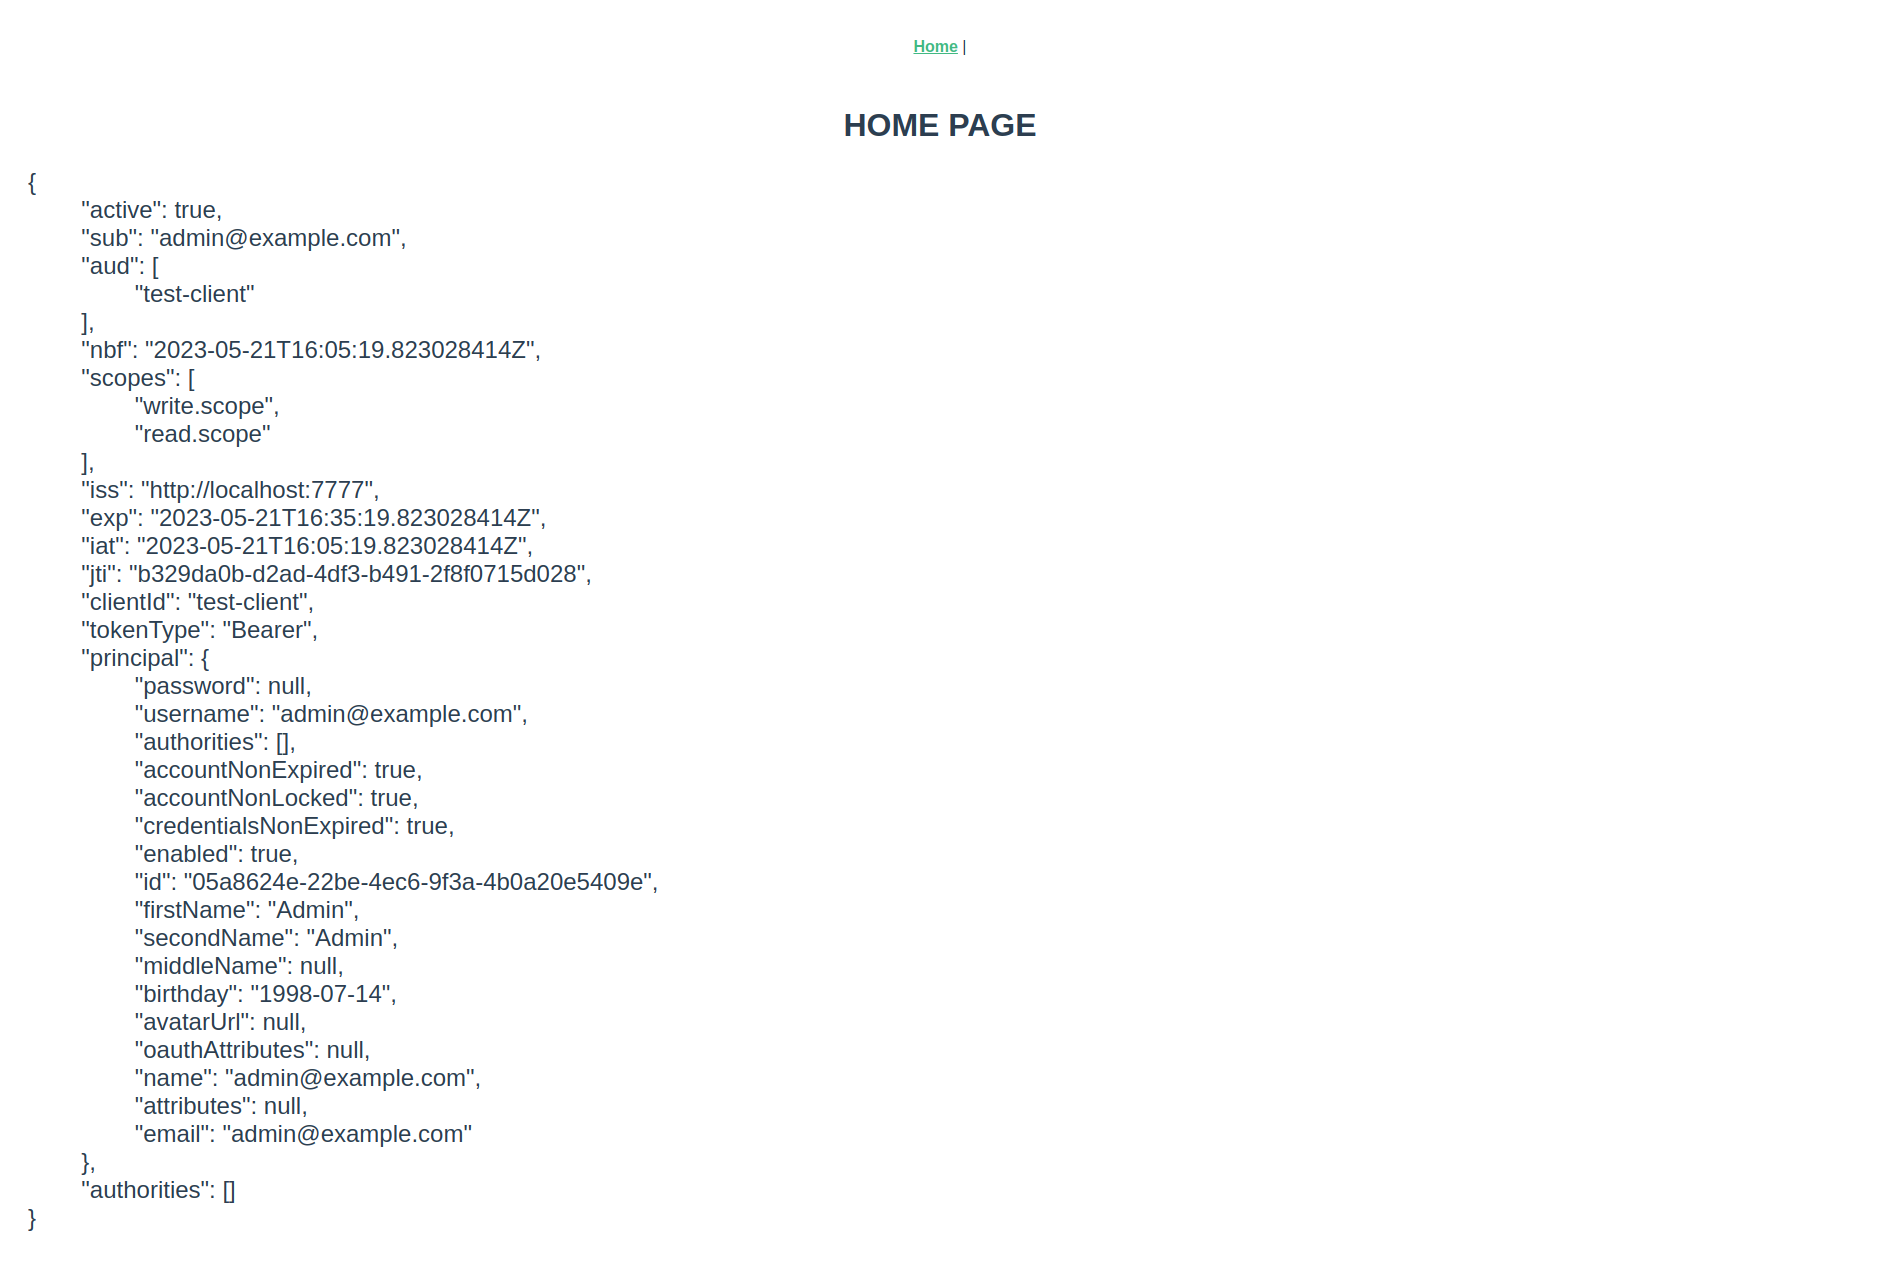 Home |
HOME PAGE
{
"active": true,
"sub": "admin@example.com",
"aud": [
"test-client"
],
"nbf": "2023-05-21T16:05:19.823028414Z",
"scopes": [
"write.scope",
"read.scope"
],
"iss": "http://localhost:7777",
"exp": "2023-05-21T16:35:19.823028414Z",
"iat": "2023-05-21T16:05:19.823028414Z",
"jti": "b329da0b-d2ad-4df3-b491-2f8f0715d028",
"clientId": "test-client",
"tokenType": "Bearer",
"principal": {
"password": null,
"username": "admin@example.com",
"authorities": [],
"accountNonExpired": true,
"accountNonLocked": true,
"credentialsNonExpired": true,
"enabled": true,
"id": "05a8624e-22be-4ec6-9f3a-4b0a20e5409e",
"firstName": "Admin",
"secondName": "Admin",
"middleName": null,
"birthday": "1998-07-14",
"avatarUrl": null,
"oauthAttributes": null,
"name": "admin@example.com",
"attributes": null,
"email": "admin@example.com"
},
"authorities": []
}